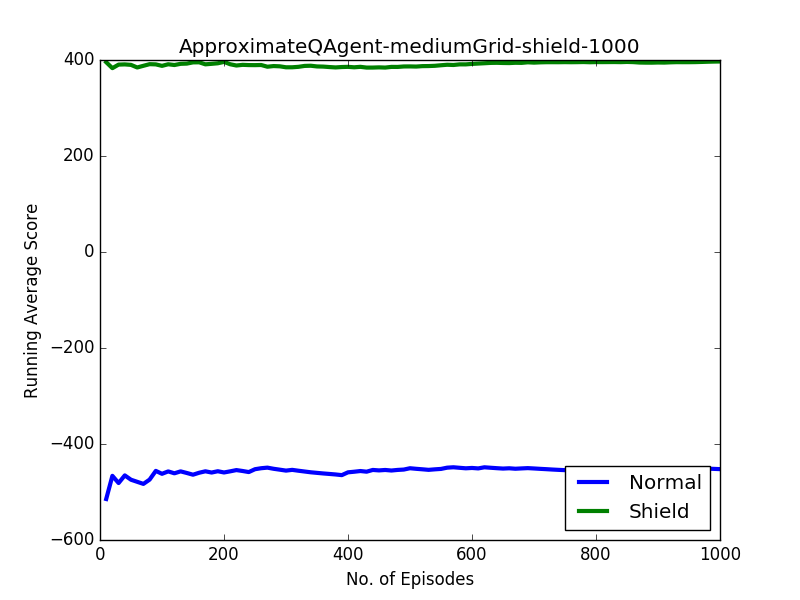 ApproximateQAgent-mediumGrid-shield-1000
400
200
0
−200
−400
−600
Running Average Score
0 200 400 600 800 1000
No. of Episodes
Normal
Shield